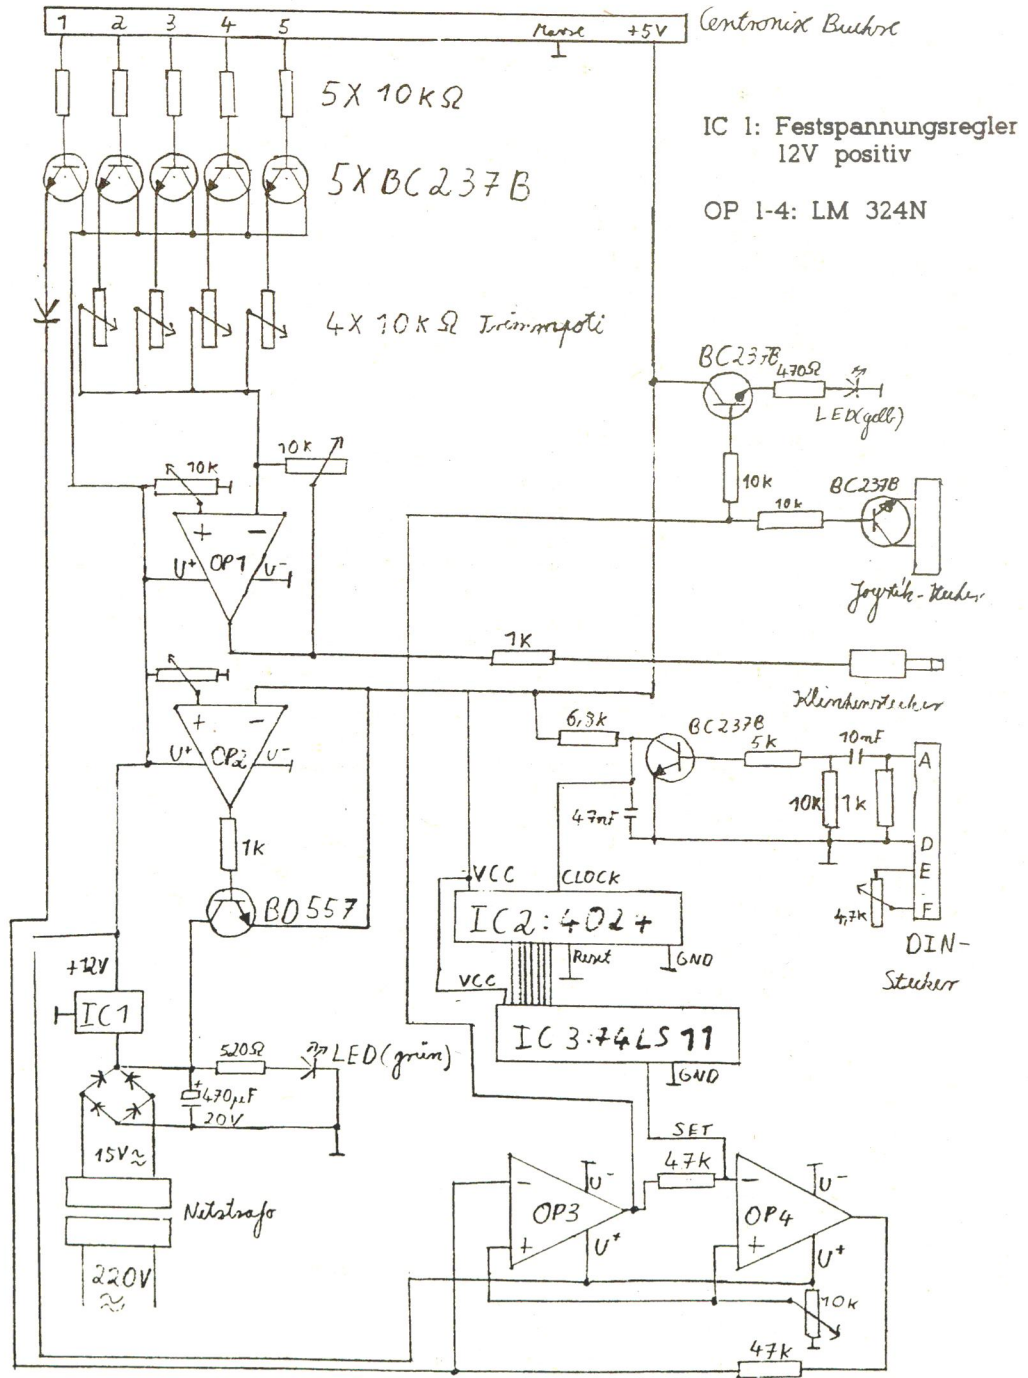 1 2 3 4 5 Masse +5V
Centronix Buchse
5 X 10kΩ
IC 1: Festspannungsregler
12V positiv
5XBC237B
OP 1-4: LM 324N
4X 10kΩ Trimmpoti
BC237B
470Ω
LED(gelb)
10k
10k
+ -
OP1
U+ U-
10k
10k
BC237B
Joystik-Stecker
1K
Klinkenstecker
+ -
OP2
U+ U-
1k
BD557
6,8k
BC237B
5k
10nF
47nF
10k
1k
A
D
E
F
4,7k
DIN-
Stecker
VCC
CLOCK
IC2:4024
Reset
GND
VCC
IC3:74LS11
GND
+12V
IC1
520Ω
LED(grün)
+
470µF
20V
15V≈
Netztrafo
220V
≈
SET
47k
-
OP3
+
U-
U+
-
OP4
+
U-
U+
10k
47k